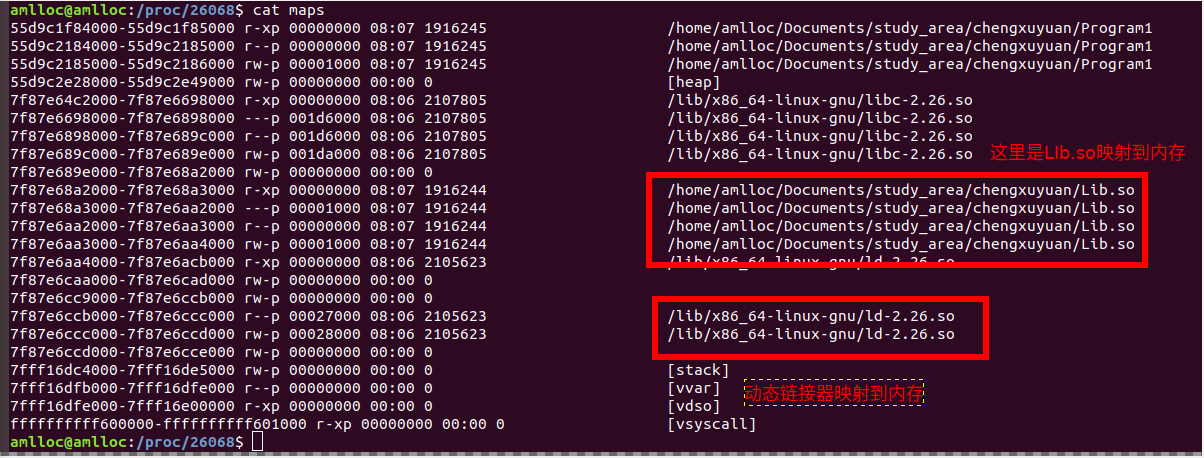 amlloc@amlloc:/proc/26068$ cat maps
55d9c1f84000-55d9c1f85000 r-xp 00000000 08:07 1916245 /home/amlloc/Documents/study_area/chengxuyuan/Program1
55d9c2184000-55d9c2185000 r--p 00000000 08:07 1916245 /home/amlloc/Documents/study_area/chengxuyuan/Program1
55d9c2185000-55d9c2186000 rw-p 00001000 08:07 1916245 /home/amlloc/Documents/study_area/chengxuyuan/Program1
55d9c2e28000-55d9c2e49000 rw-p 00000000 00:00 0 [heap]
7f87e64c2000-7f87e6698000 r-xp 00000000 08:06 2107805 /lib/x86_64-linux-gnu/libc-2.26.so
7f87e6698000-7f87e6898000 ---p 001d6000 08:06 2107805 /lib/x86_64-linux-gnu/libc-2.26.so
7f87e6898000-7f87e689c000 r--p 001d6000 08:06 2107805 /lib/x86_64-linux-gnu/libc-2.26.so
7f87e689c000-7f87e689e000 rw-p 001da000 08:06 2107805 /lib/x86_64-linux-gnu/libc-2.26.so 这里是Lib.so映射到内存
7f87e689e000-7f87e68a2000 rw-p 00000000 00:00 0
7f87e68a2000-7f87e68a3000 r-xp 00000000 08:07 1916244 /home/amlloc/Documents/study_area/chengxuyuan/Lib.so
7f87e68a3000-7f87e6aa2000 ---p 00001000 08:07 1916244 /home/amlloc/Documents/study_area/chengxuyuan/Lib.so
7f87e6aa2000-7f87e6aa3000 r--p 00000000 08:07 1916244 /home/amlloc/Documents/study_area/chengxuyuan/Lib.so
7f87e6aa3000-7f87e6aa4000 rw-p 00001000 08:07 1916244 /home/amlloc/Documents/study_area/chengxuyuan/Lib.so
7f87e6aa4000-7f87e6acb000 r-xp 00000000 08:06 2105623 /lib/x86_64-linux-gnu/ld-2.26.so
7f87e6caa000-7f87e6cad000 rw-p 00000000 00:00 0
7f87e6cc9000-7f87e6ccb000 rw-p 00000000 00:00 0
7f87e6ccb000-7f87e6ccc000 r--p 00027000 08:06 2105623 /lib/x86_64-linux-gnu/ld-2.26.so
7f87e6ccc000-7f87e6ccd000 rw-p 00028000 08:06 2105623 /lib/x86_64-linux-gnu/ld-2.26.so
7f87e6ccd000-7f87e6cce000 rw-p 00000000 00:00 0
7fff16dc4000-7fff16de5000 rw-p 00000000 00:00 0 [stack]
7fff16dfb000-7fff16dfe000 r--p 00000000 00:00 0 [vvar] 动态链接器映射到内存
7fff16dfe000-7fff16e00000 r-xp 00000000 00:00 0 [vdso]
ffffffffff600000-ffffffffff601000 r-xp 00000000 00:00 0 [vsyscall]
amlloc@amlloc:/proc/26068$